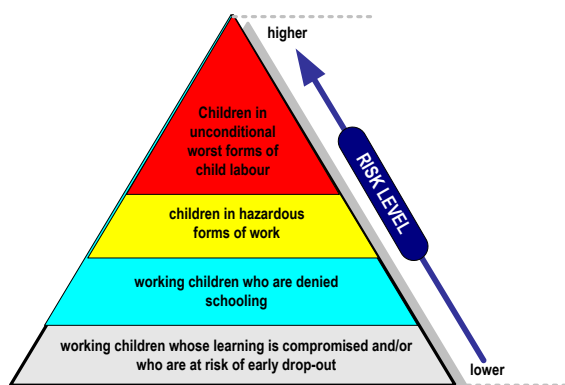 higher
Children in
unconditional
worst forms of
child labour
RISK LEVEL
children in hazardous
forms of work
working children who are denied
schooling
working children whose learning is compromised and/or
who are at risk of early drop-out
lower